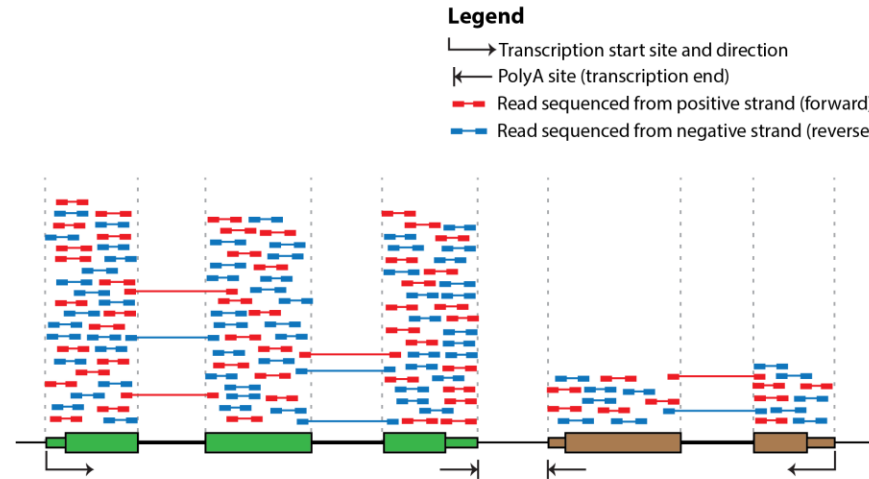 Legend
Transcription start site and direction
PolyA site (transcription end)
Read sequenced from positive strand (forward)
Read sequenced from negative strand (reverse